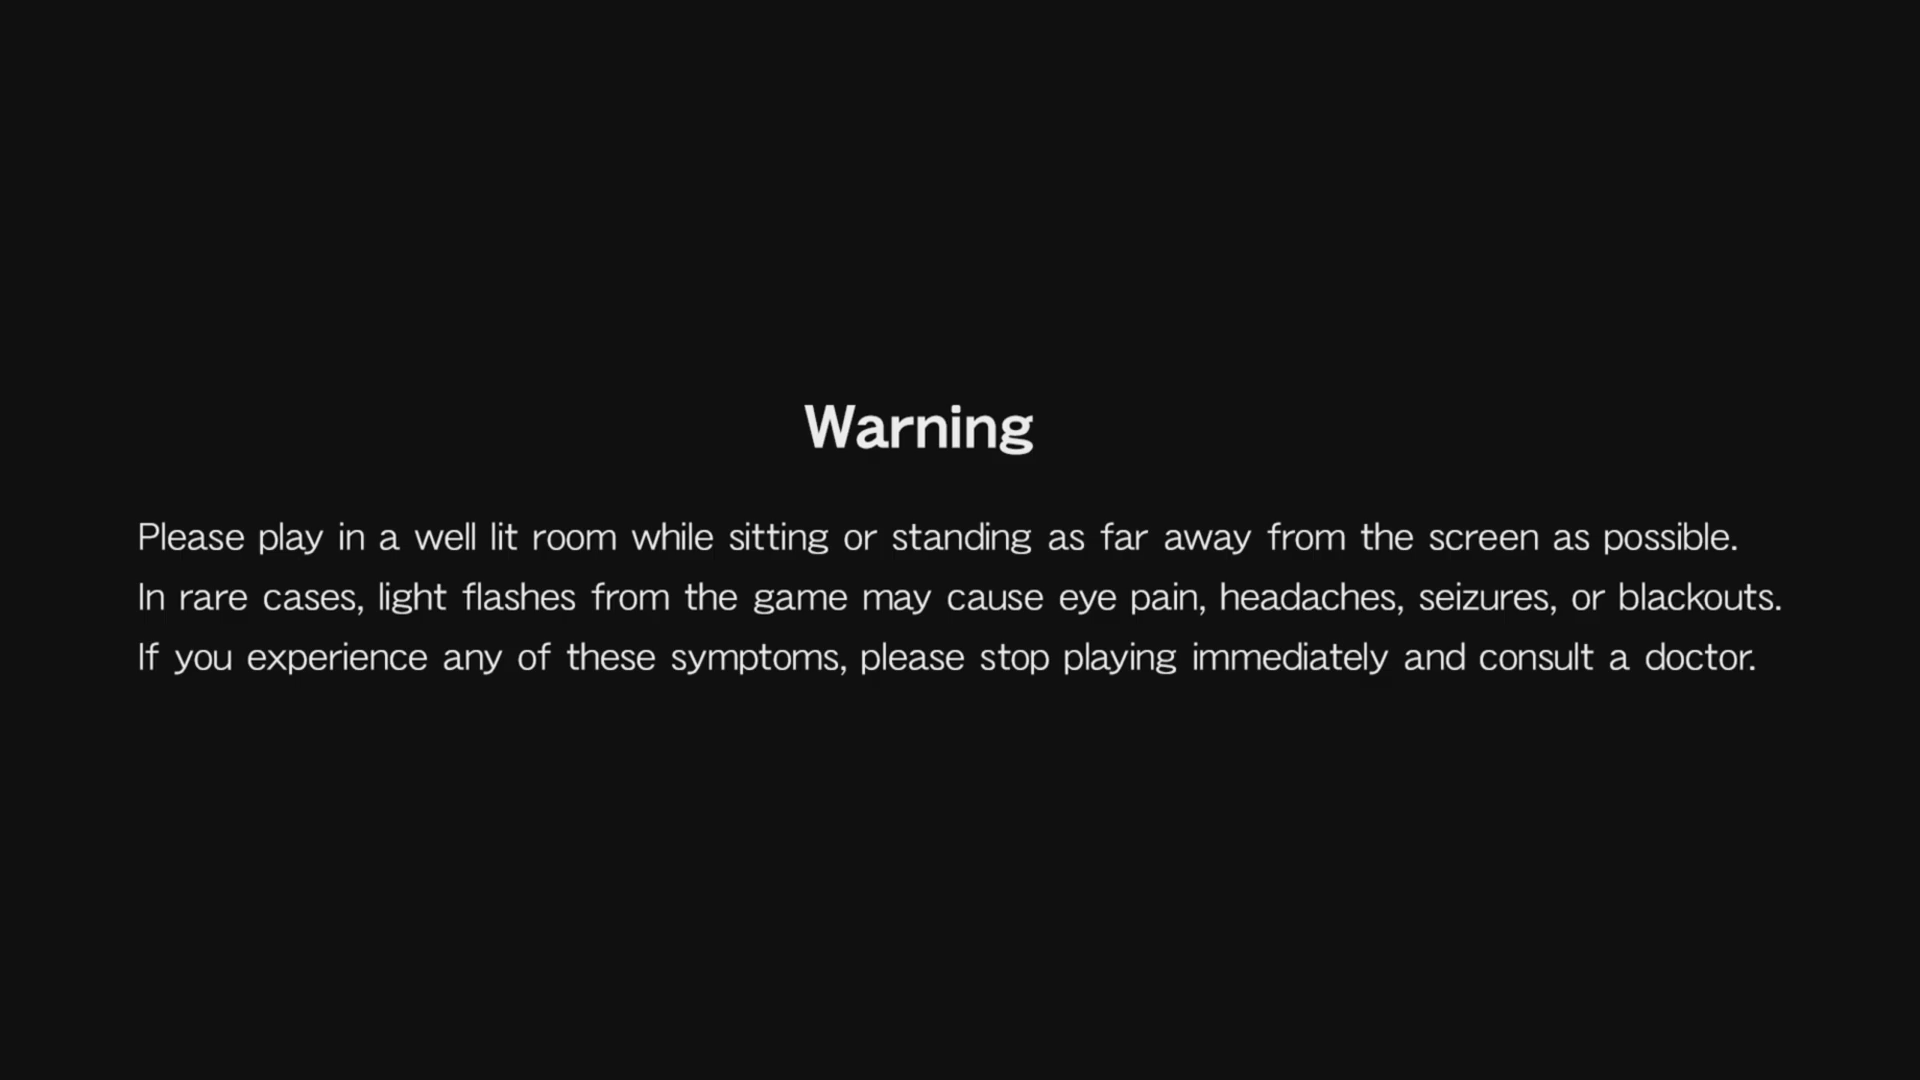 Warning
Please play in a well lit room while sitting or standing as far away from the screen as possible.
In rare cases, light flashes from the game may cause eye pain, headaches, seizures, or blackouts.
If you experience any of these symptoms, please stop playing immediately and consult a doctor.